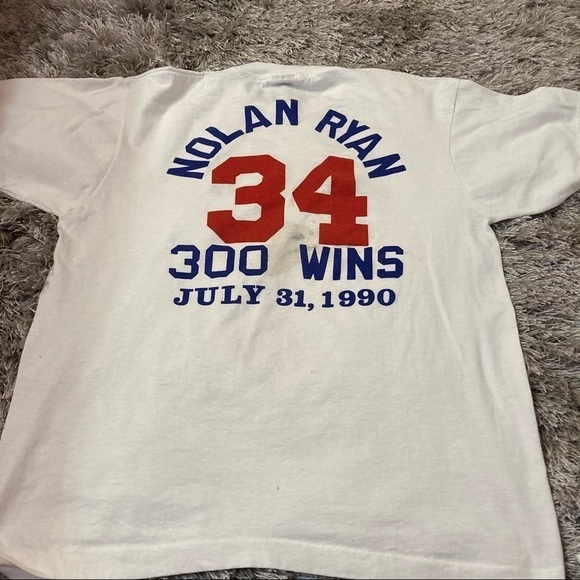 NOLAN RYAN
34
300 WINS
JULY 31, 1990